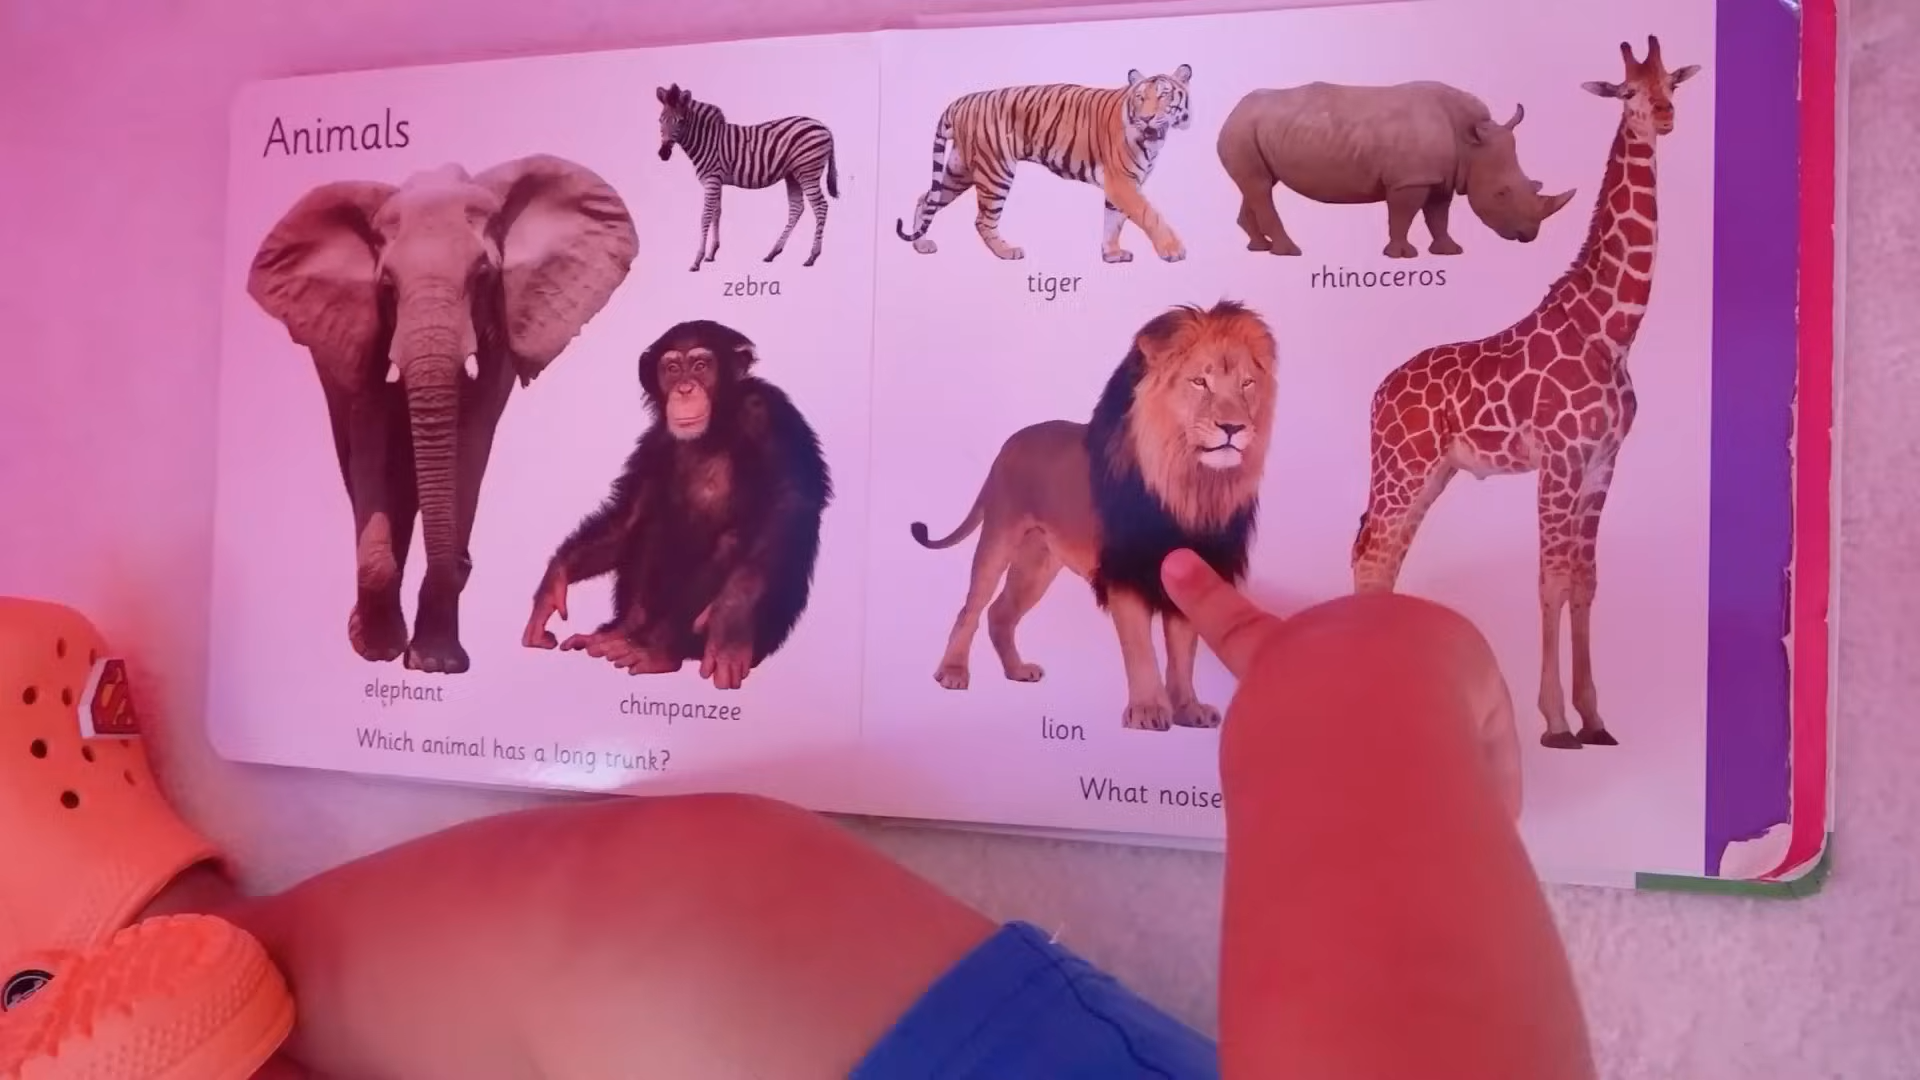 Animals
zebra
elephant
chimpanzee
Which animal has a long trunk?
tiger
rhinoceros
lion
What noise